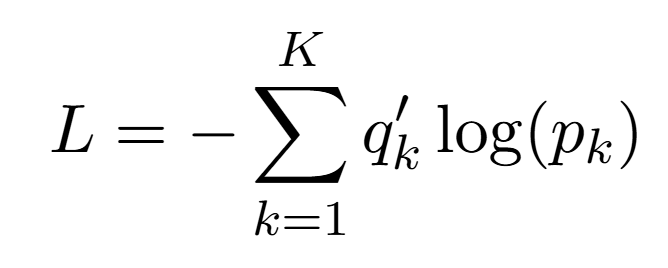 L = -\sum_{k=1}^{K} q'_k \log(p_k)